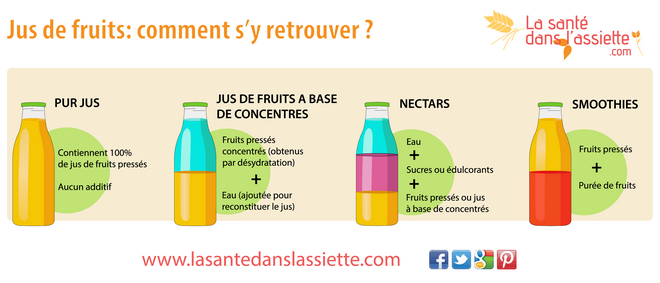 Jus de fruits: comment s'y retrouver ?
La santé
dans l'assiette
.com
PUR JUS
Contiennent 100%
de jus de fruits pressés
Aucun additif
JUS DE FRUITS A BASE
DE CONCENTRES
Fruits pressés
concentrés (obtenus
par désydratation)
+
Eau (ajoutée pour
reconstituer le jus)
NECTARS
Eau
+
Sucres ou édulcorants
+
Fruits pressés ou jus
à base de concentrés
SMOOTHIES
Fruits pressés
+
Purée de fruits
www.lasantedanslassiette.com